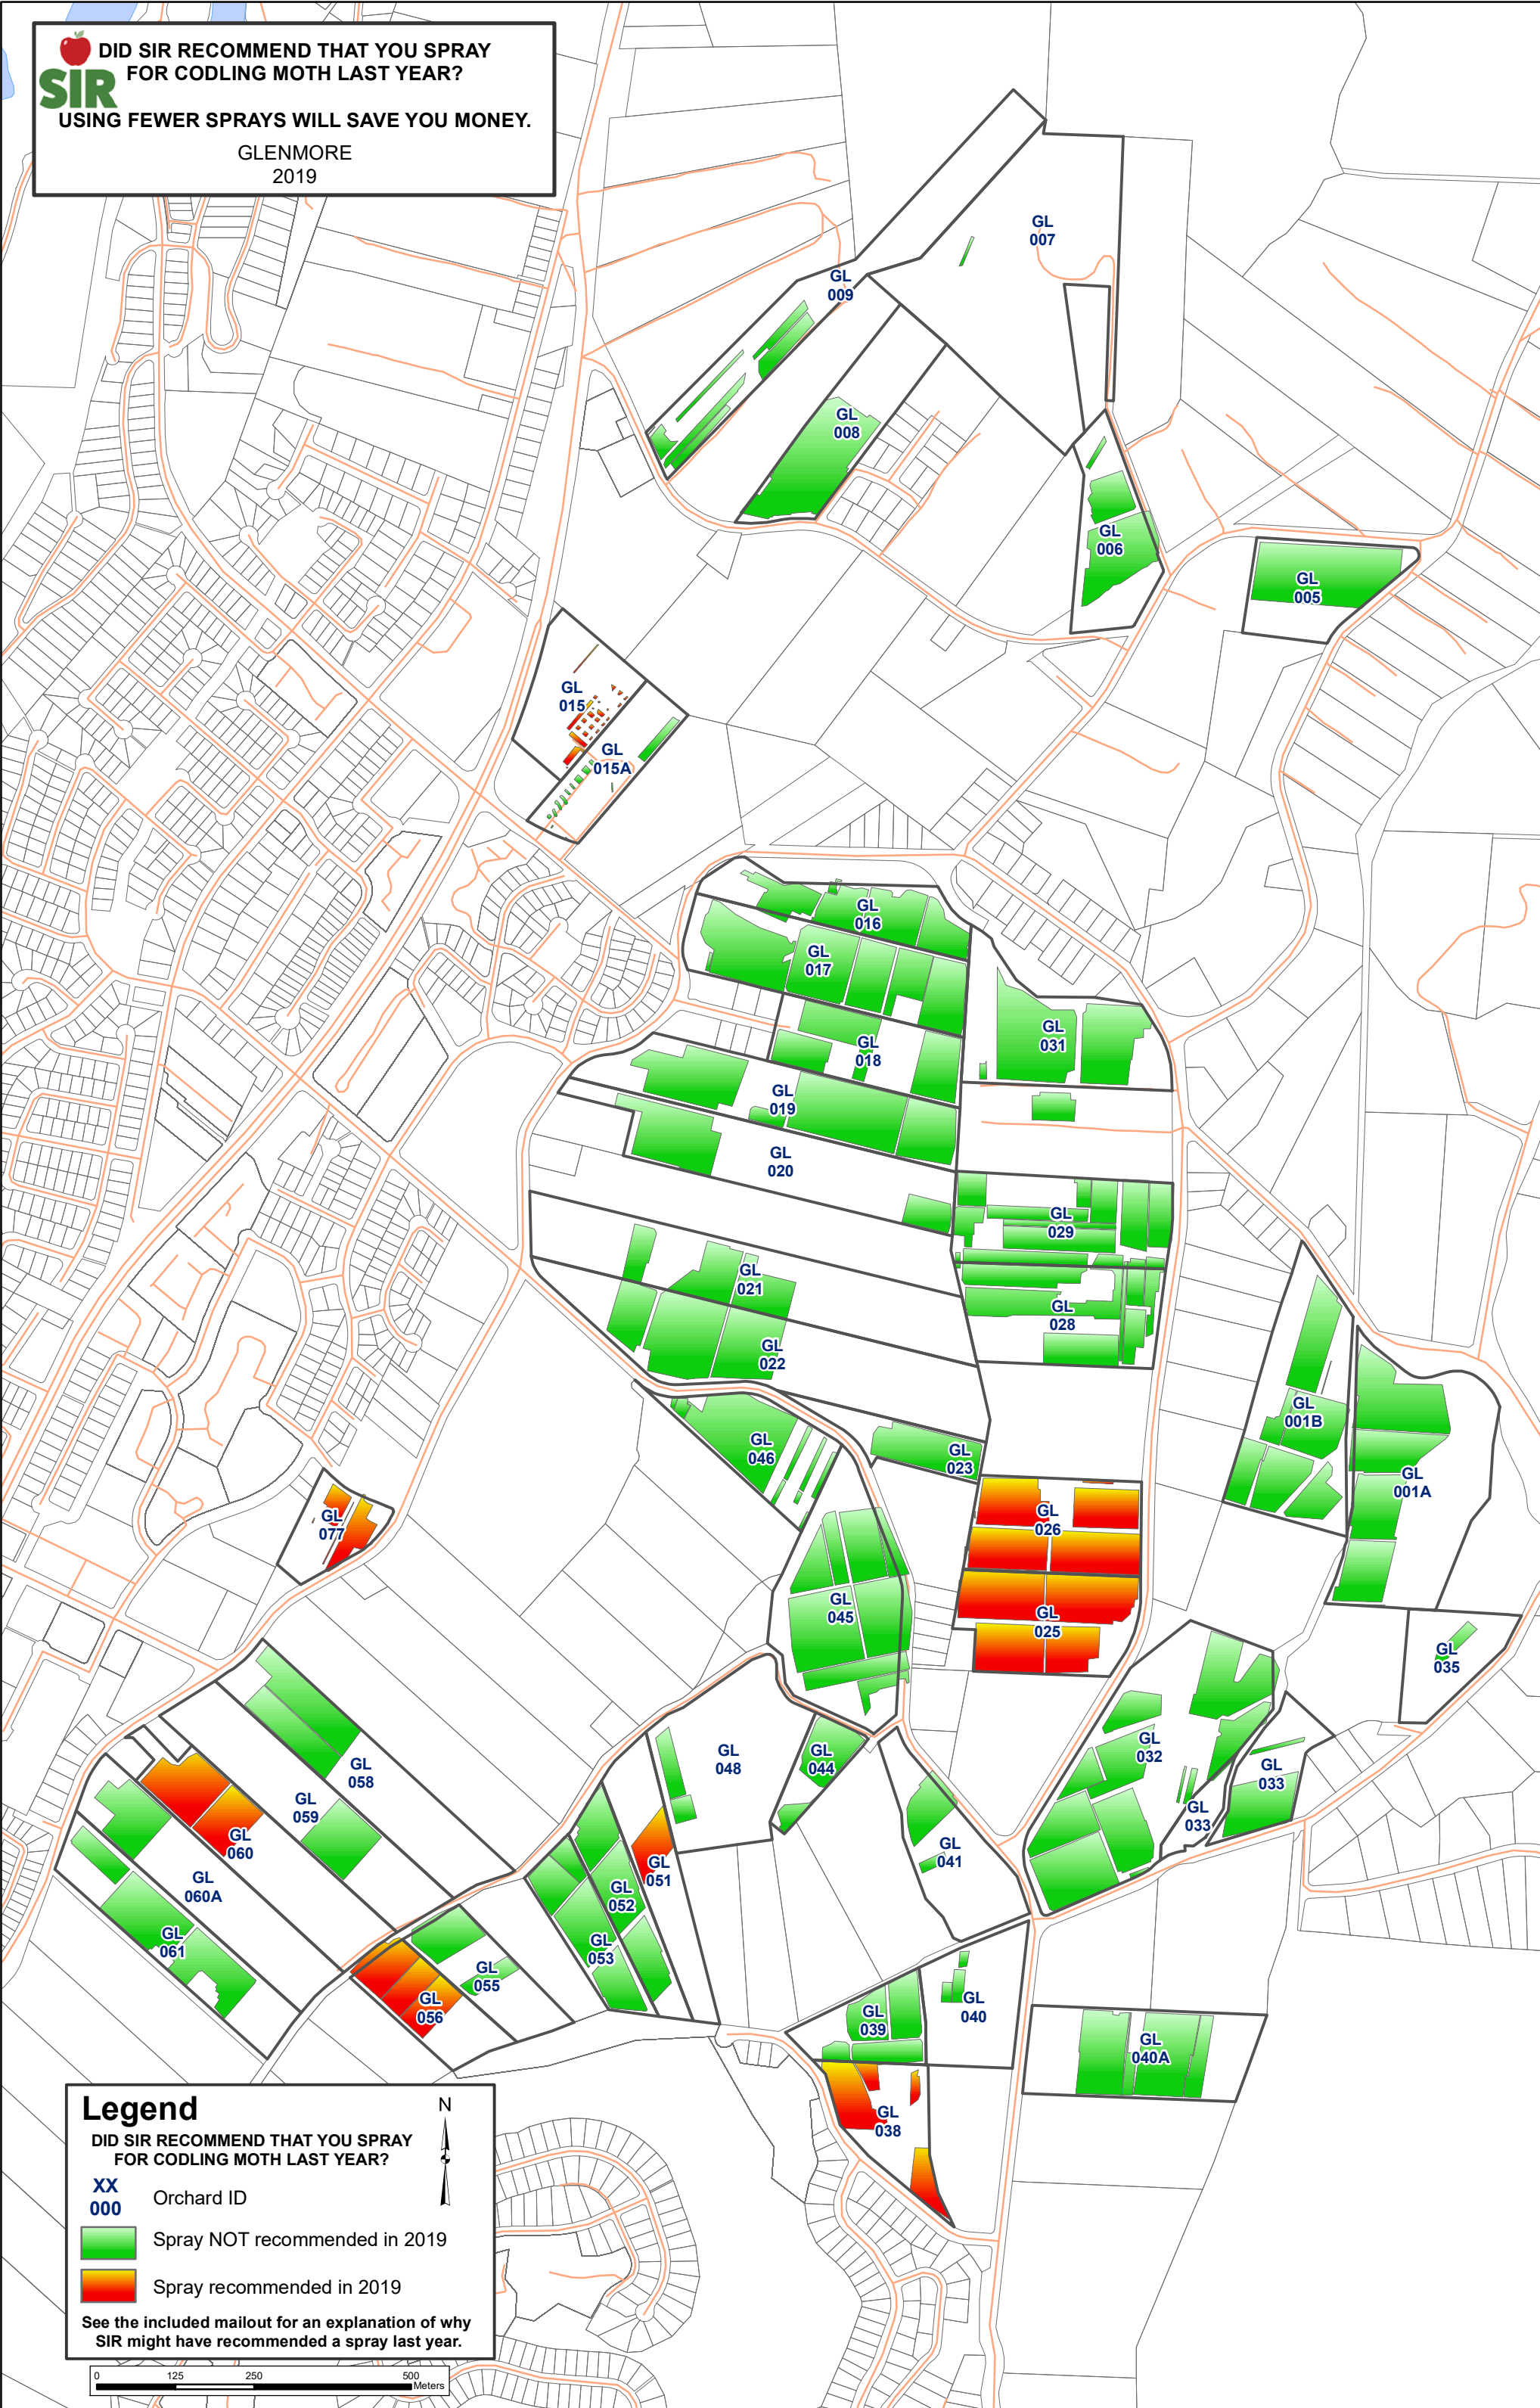 DID SIR RECOMMEND THAT YOU SPRAY
FOR CODLING MOTH LAST YEAR?
SIR
USING FEWER SPRAYS WILL SAVE YOU MONEY.
GLENMORE
2019
GL
007
GL
009
GL
008
GL
006
GL
005
GL
015
GL
015A
GL
016
GL
017
GL
018
GL
031
GL
019
GL
020
GL
029
GL
021
GL
028
GL
022
GL
001B
GL
046
GL
023
GL
001A
GL
026
GL
077
GL
045
GL
025
GL
035
GL
032
GL
048
GL
044
GL
033
GL
058
GL
059
GL
033
GL
060
GL
041
GL
051
GL
060A
GL
052
GL
061
GL
053
GL
055
GL
056
GL
039
GL
040
GL
040A
GL
038
Legend
N
DID SIR RECOMMEND THAT YOU SPRAY
FOR CODLING MOTH LAST YEAR?
XX
000
Orchard ID
Spray NOT recommended in 2019
Spray recommended in 2019
See the included mailout for an explanation of why
SIR might have recommended a spray last year.
0 125 250 500
Meters